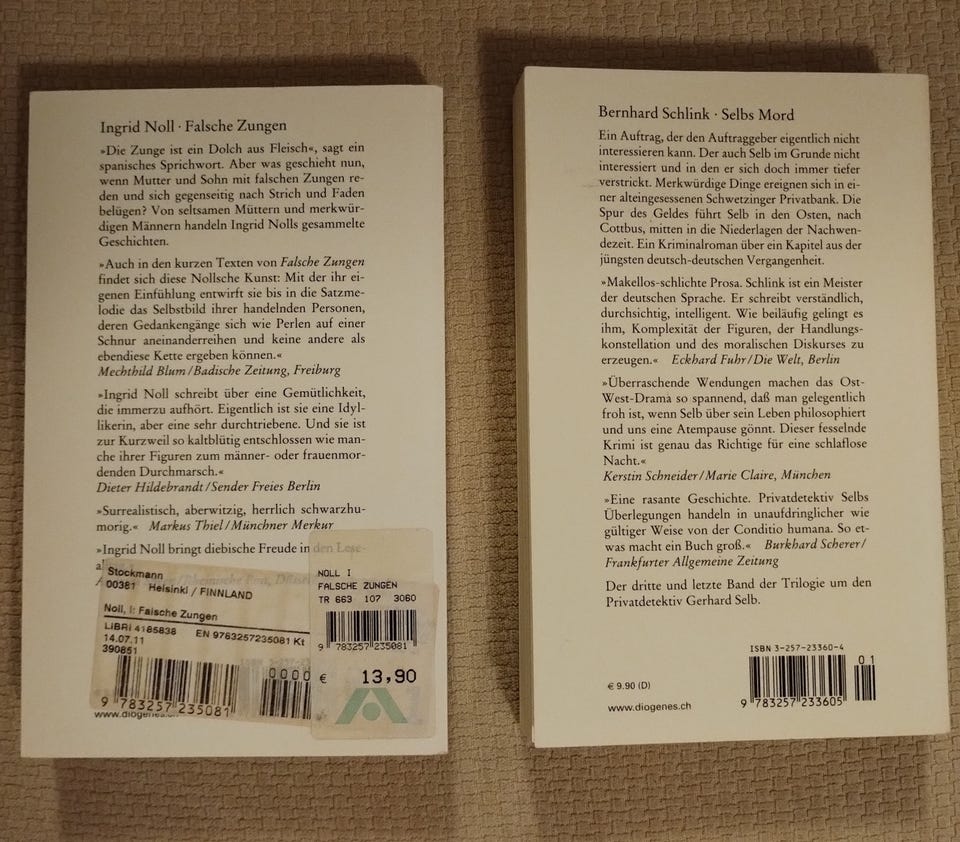 Ingrid Noll · Falsche Zungen
»Die Zunge ist ein Dolch aus Fleisch«, sagt ein
spanisches Sprichwort. Aber was geschieht nun,
wenn Mutter und Sohn mit falschen Zungen re-
den und sich gegenseitig nach Strich und Faden
belügen? Von seltsamen Müttern und merkwür-
digen Männern handeln Ingrid Nolls gesammelte
Geschichten.
»Auch in den kurzen Texten von Falsche Zungen
findet sich diese Nollsche Kunst: Mit der ihr ei-
genen Einfühlung entwirft sie bis in die Satzme-
lodie das Selbstbild ihrer handelnden Personen,
deren Gedankengänge sich wie Perlen auf einer
Schnur aneinanderreihen und keine andere als
ebendiese Kette ergeben können.«
Mechthild Blum/Badische Zeitung, Freiburg
»Ingrid Noll schreibt über eine Gemütlichkeit,
die immerzu aufhört. Eigentlich ist sie eine Idyl-
likerin, aber eine sehr durchtriebene. Und sie ist
zur Kurzweil so kaltblütig entschlossen wie man-
che ihrer Figuren zum männer- oder frauenmor-
denden Durchmarsch.«
Dieter Hildebrandt/Sender Freies Berlin
»Surrealistisch, aberwitzig, herrlich schwarzhu-
morig.« Markus Thiel/Münchner Merkur
»Ingrid Noll bringt diebische Freude in den Lese-
/Rheinische Post,
Stockmann
00381 Helsinki / FINNLAND
Noll, I: Falsche Zungen
LIBRI 4185838 EN 9783257235081 Kt
14.07.11
390851
0000
9 783257 235081
www.diogenes.ch
NOLL I
FALSCHE ZUNGEN
TR 663 107 3060
9 783257 235081
€ 13,90
Bernhard Schlink · Selbs Mord
Ein Auftrag, der den Auftraggeber eigentlich nicht
interessieren kann. Der auch Selb im Grunde nicht
interessiert und in den er sich doch immer tiefer
verstrickt. Merkwürdige Dinge ereignen sich in ei-
ner alteingesessenen Schwetzinger Privatbank. Die
Spur des Geldes führt Selb in den Osten, nach
Cottbus, mitten in die Niederlagen der Nachwen-
dezeit. Ein Kriminalroman über ein Kapitel aus der
jüngsten deutsch-deutschen Vergangenheit.
»Makellos-schlichte Prosa. Schlink ist ein Meister
der deutschen Sprache. Er schreibt verständlich,
durchsichtig, intelligent. Wie beiläufig gelingt es
ihm, Komplexität der Figuren, der Handlungs-
konstellation und des moralischen Diskurses zu
erzeugen.« Eckhard Fuhr/Die Welt, Berlin
»Überraschende Wendungen machen das Ost-
West-Drama so spannend, daß man gelegentlich
froh ist, wenn Selb über sein Leben philosophiert
und uns eine Atempause gönnt. Dieser fesselnde
Krimi ist genau das Richtige für eine schlaflose
Nacht.«
Kerstin Schneider/Marie Claire, München
»Eine rasante Geschichte. Privatdetektiv Selbs
Überlegungen handeln in unaufdringlicher wie
gültiger Weise von der Conditio humana. So et-
was macht ein Buch groß.« Burkhard Scherer/
Frankfurter Allgemeine Zeitung
Der dritte und letzte Band der Trilogie um den
Privatdetektiv Gerhard Selb.
ISBN 3-257-23360-4
01
€ 9.90 (D)
www.diogenes.ch
9 783257 233605